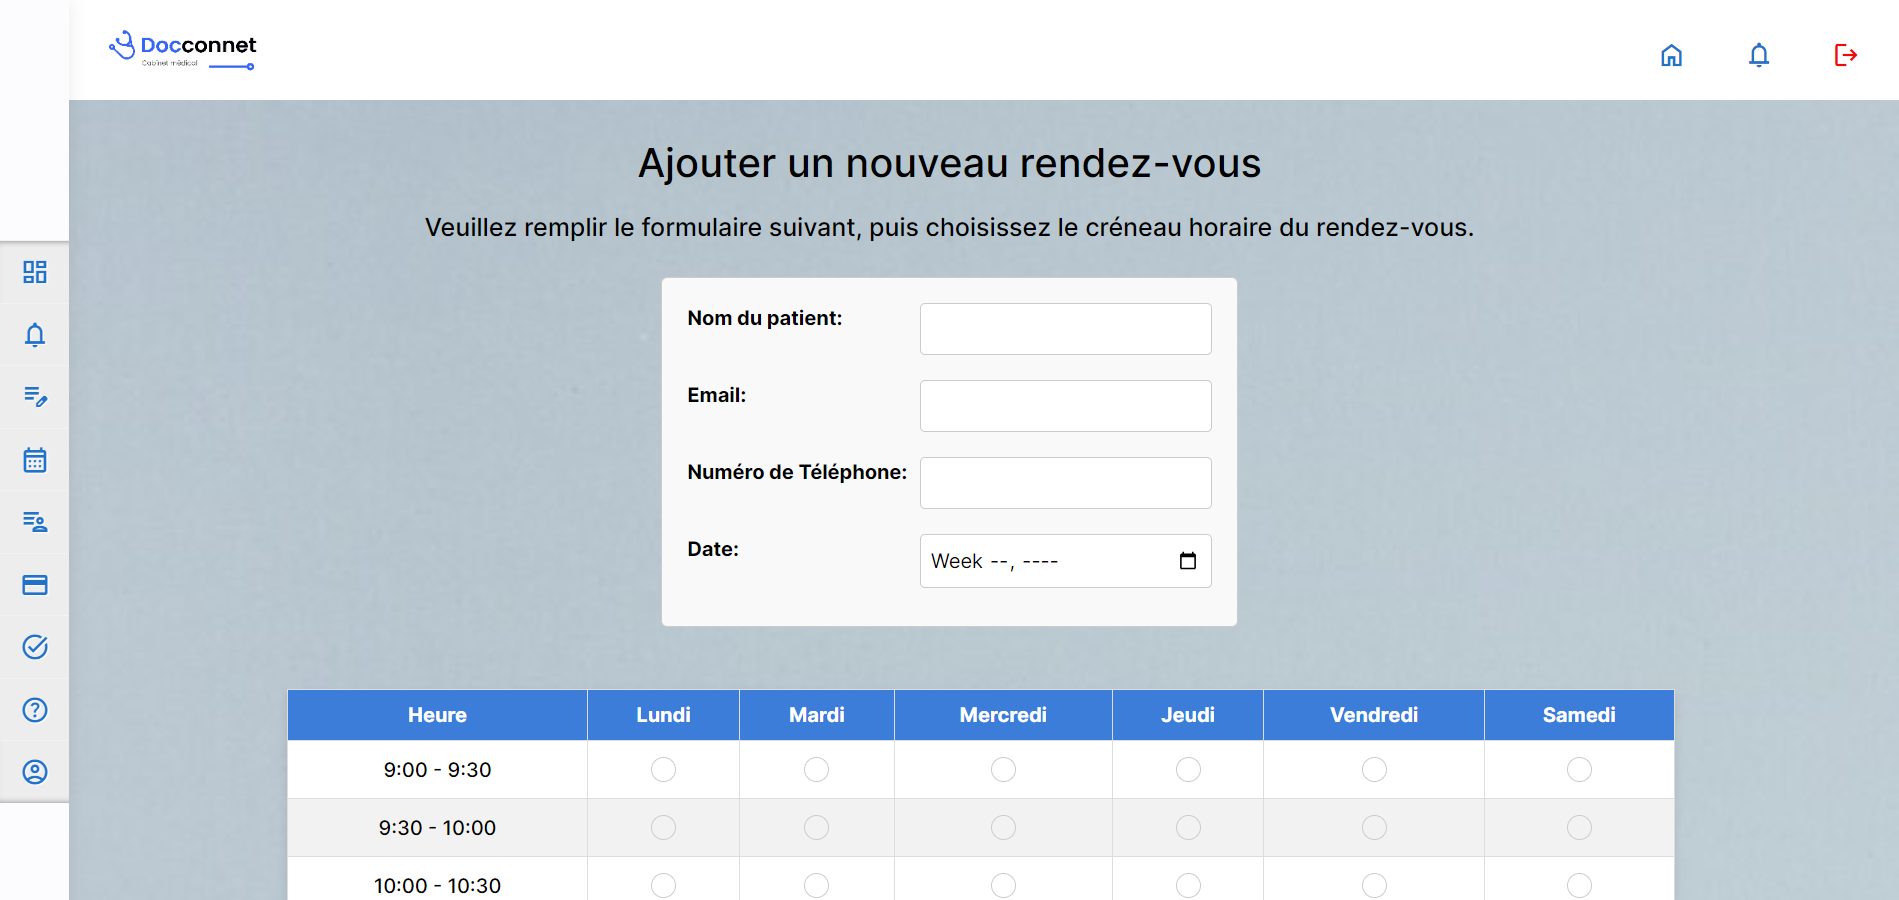 Docconnet
Cabinet médical
Ajouter un nouveau rendez-vous
Veuillez remplir le formulaire suivant, puis choisissez le créneau horaire du rendez-vous.
Nom du patient:
Email:
Numéro de Téléphone:
Date: Week --, ----
Heure Lundi Mardi Mercredi Jeudi Vendredi Samedi
9:00 - 9:30
9:30 - 10:00
10:00 - 10:30